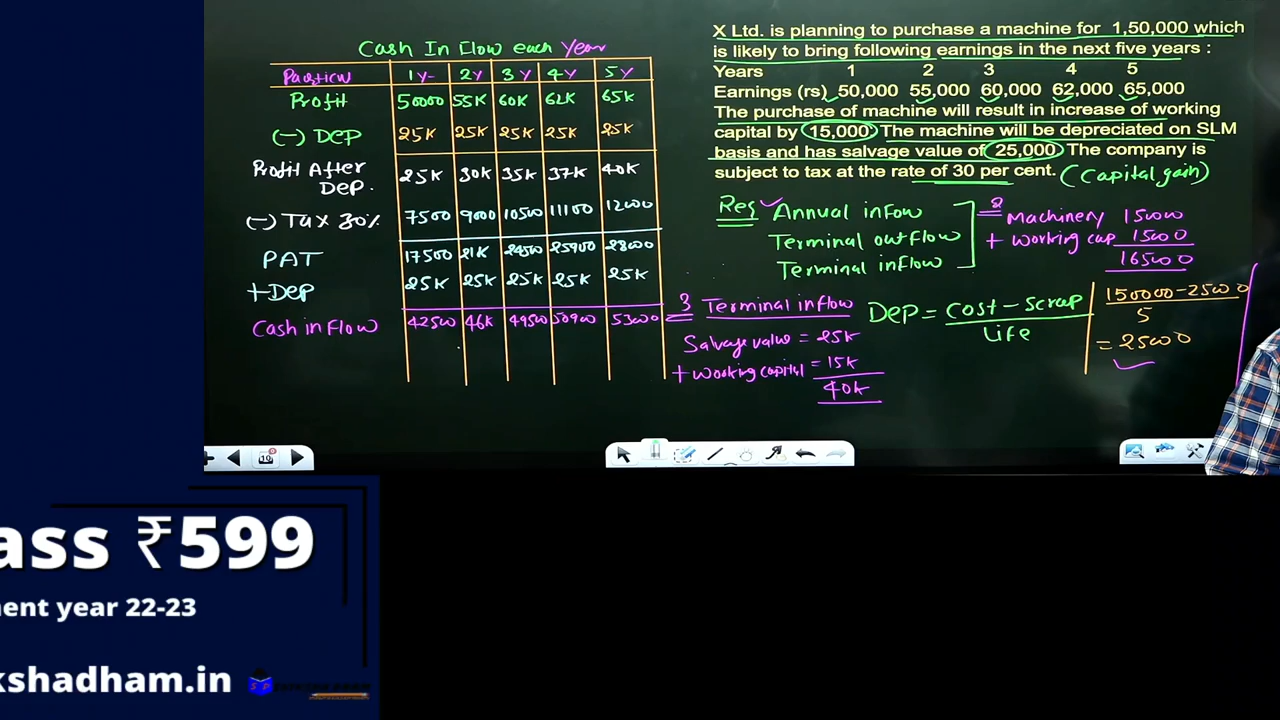 Cash In Flow each Year
Particu 1Y- 2Y 3Y 4Y 5Y
Profit 50000 55K 60K 62K 65K
(-) Dep 25K 25K 25K 25K 25K
Profit After Dep. 25K 30K 35K 37K 40K
(-) Tax 30% 7500 9000 10500 11100 12000
PAT 17500 21K 24500 25900 28000
+Dep 25K 25K 25K 25K 25K
Cash in Flow 42500 46K 49500 50900 53000
X Ltd. is planning to purchase a machine for 1,50,000 which
is likely to bring following earnings in the next five years :
Years 1 2 3 4 5
Earnings (rs) 50,000 55,000 60,000 62,000 65,000
The purchase of machine will result in increase of working
capital by 15,000. The machine will be depreciated on SLM
basis and has salvage value of 25,000. The company is
subject to tax at the rate of 30 per cent. (Capital gain)
Req Annual inflow
Terminal outflow
Terminal inflow
2 Machinery 150000
+ Working cap 15000
165000
3 Terminal inflow
Salvage value = 25K
+ Working capital = 15K
40K
Dep = Cost - Scrap
Life
150000-25000
5
= 25000
10
ass ₹599
nent year 22-23
kshadham.in